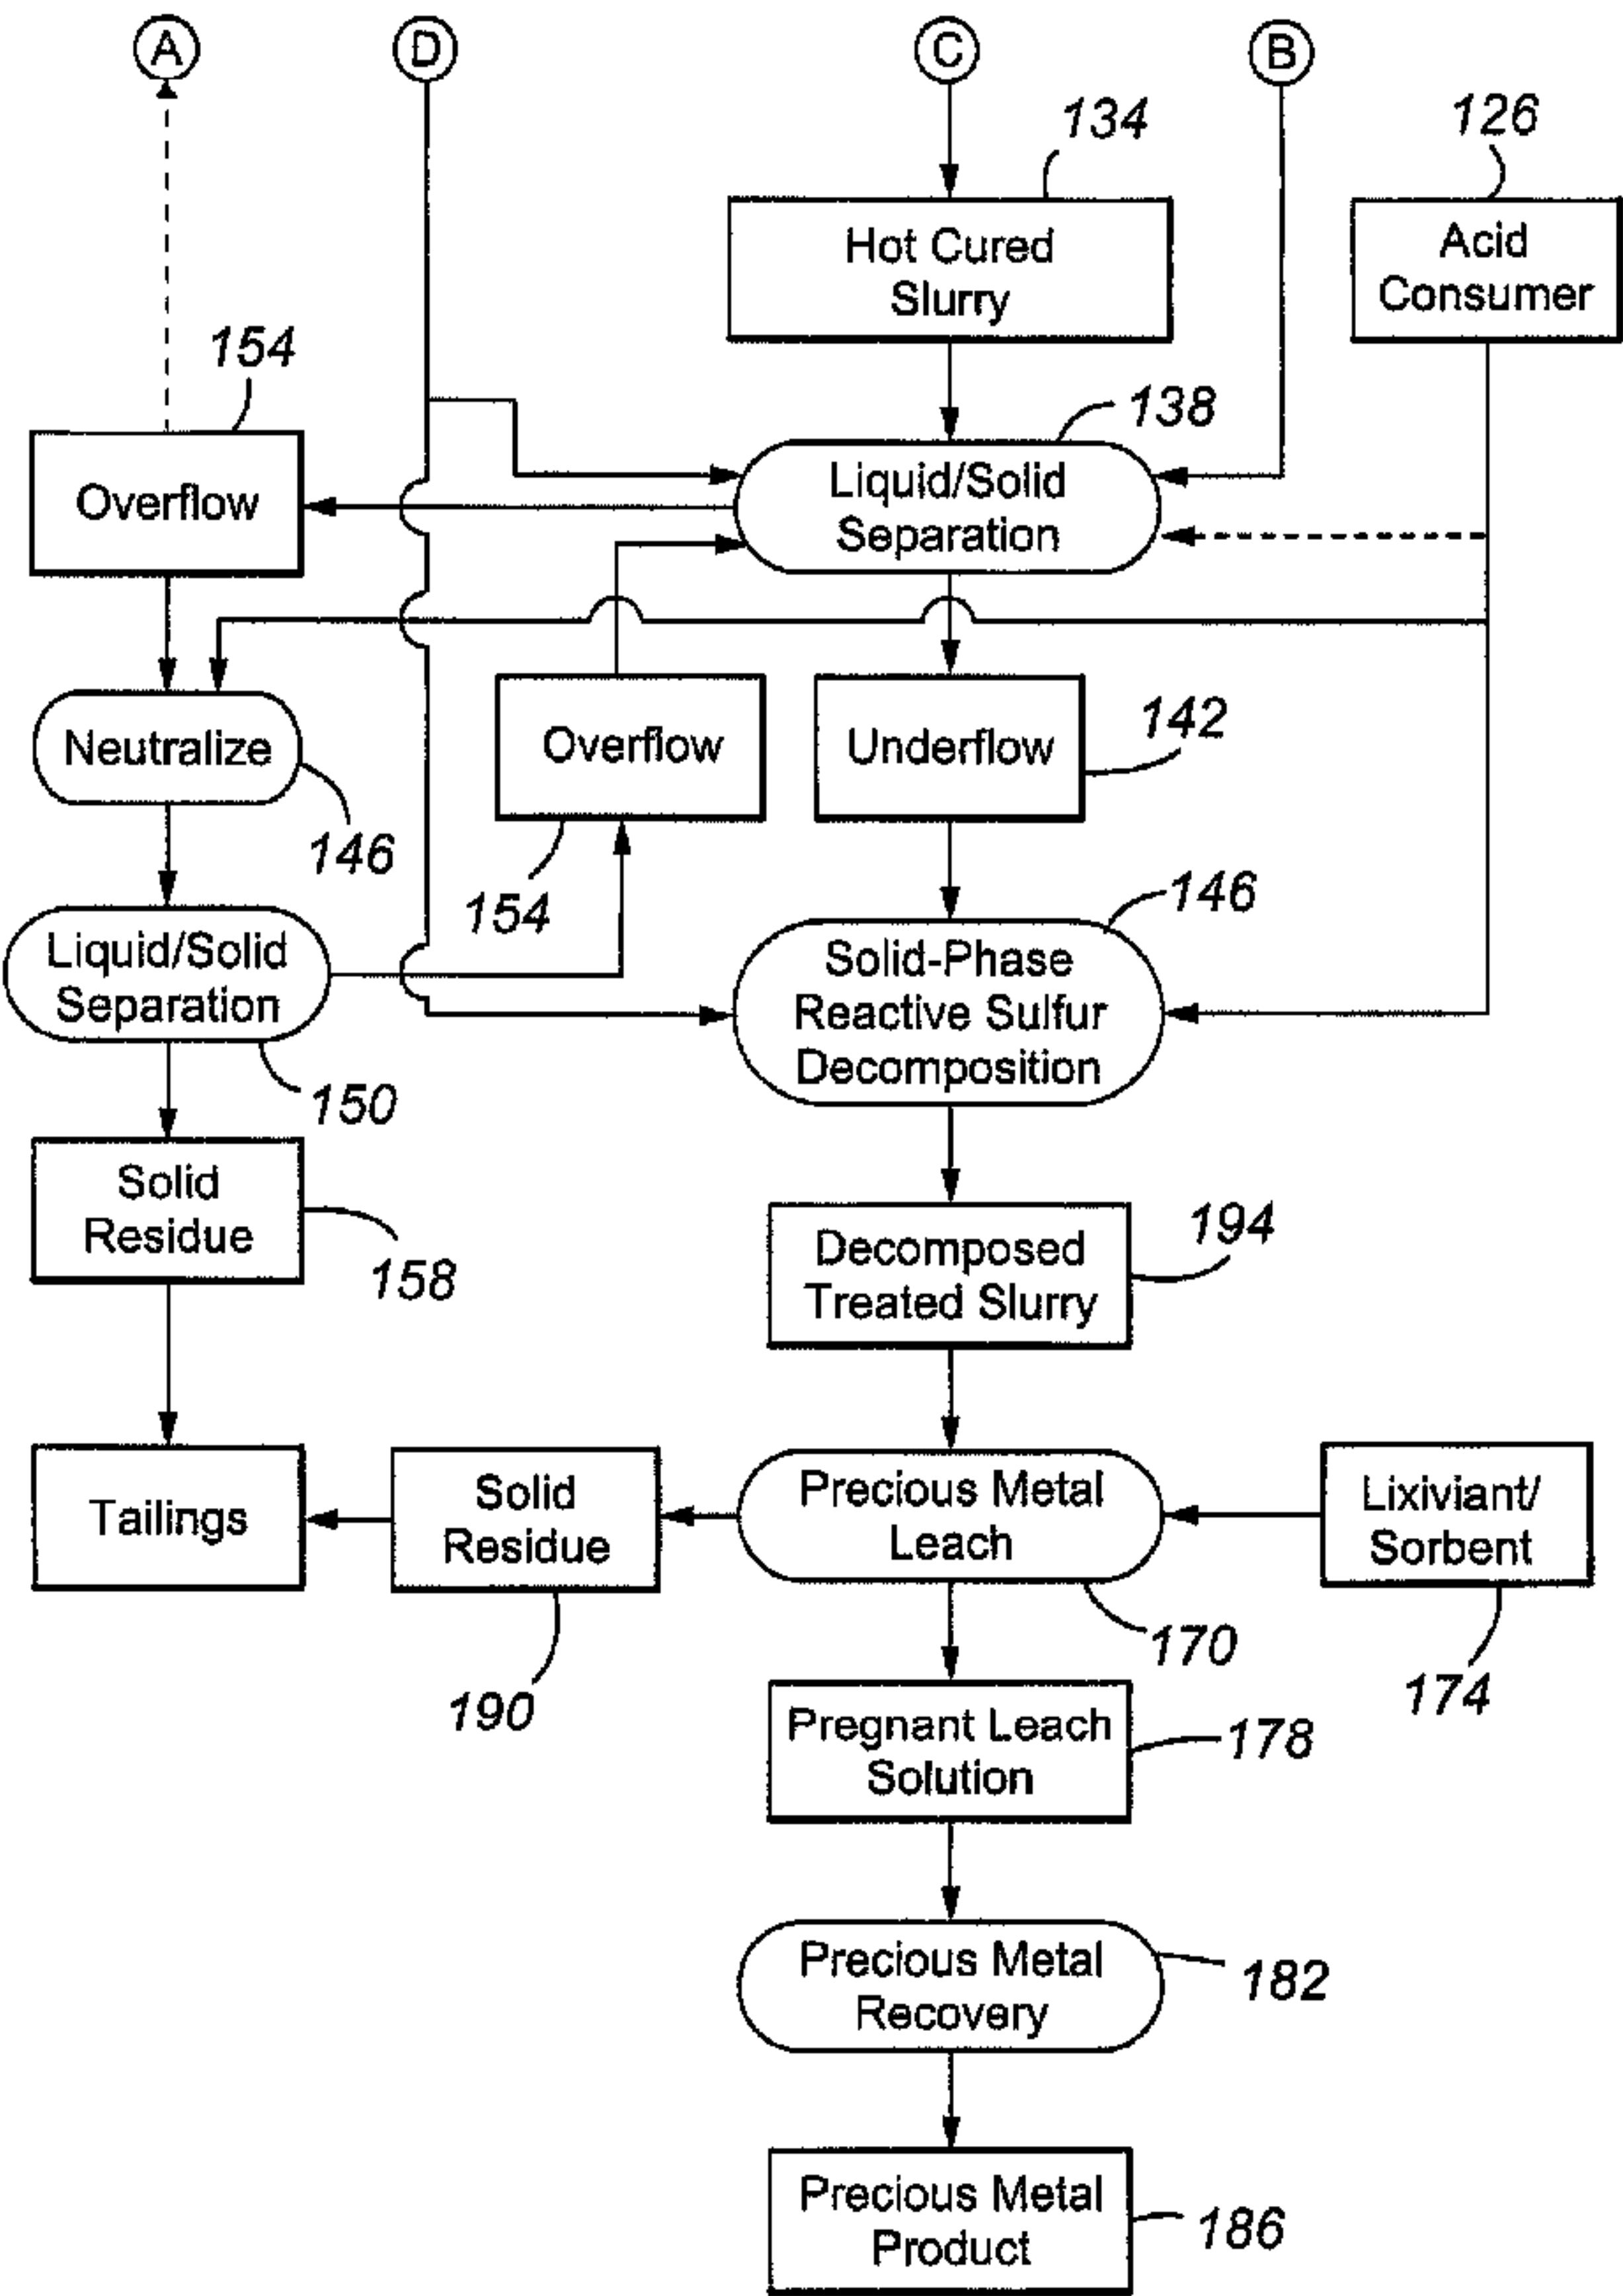 A
D
C
B
134
126
Hot Cured
Slurry
Acid
Consumer
154
138
Overflow
Liquid/Solid
Separation
Neutralize
146
Overflow
154
Underflow
142
146
Liquid/Solid
Separation
150
Solid-Phase
Reactive Sulfur
Decomposition
Solid
Residue
158
Decomposed
Treated Slurry
194
Tailings
Solid
Residue
190
Precious Metal
Leach
170
Lixiviant/
Sorbent
174
Pregnant Leach
Solution
178
Precious Metal
Recovery
182
Precious Metal
Product
186